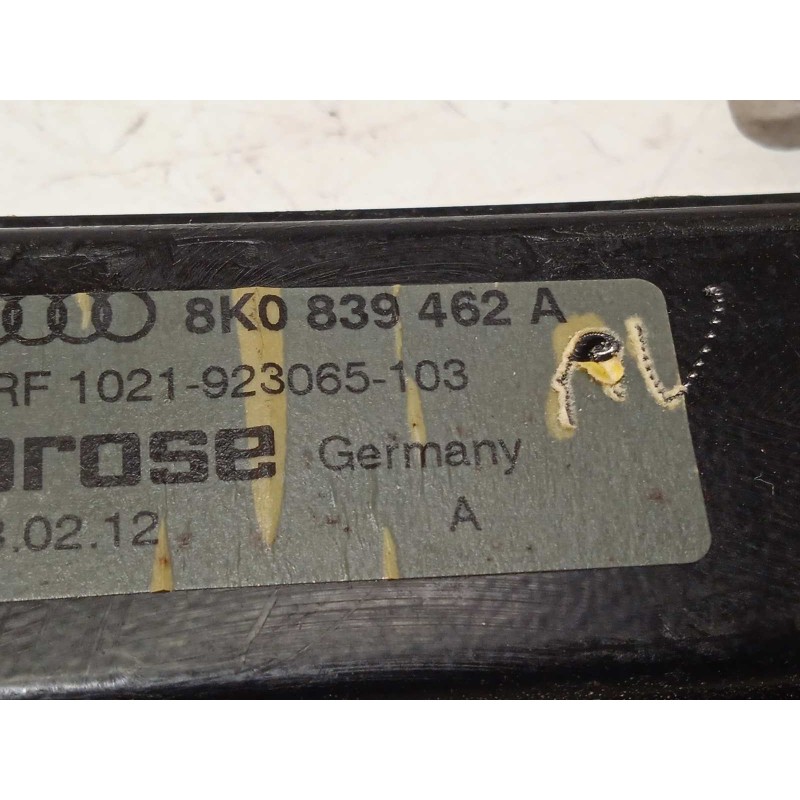 8K0 839 462 A
RF 1021-923065-103
rose Germany
.02.12 A